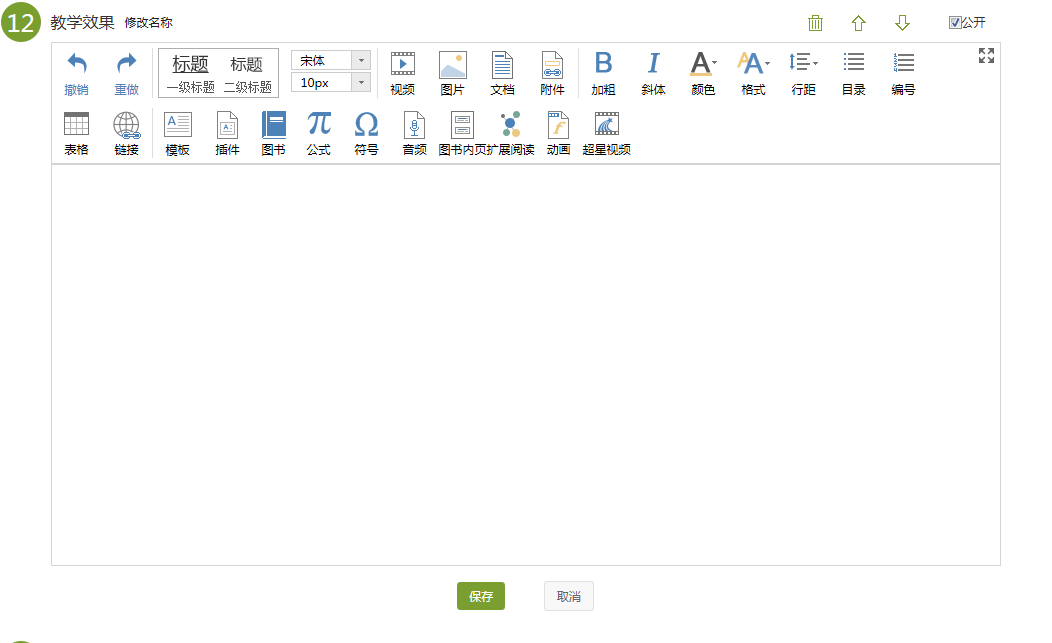 12 教学效果 修改名称 公开
标题 标题 宋体
一级标题 二级标题 10px
撤销 重做 视频 图片 文档 附件 加粗 斜体 颜色 格式 行距 目录 编号
表格 链接 模板 插件 图书 公式 符号 音频 图书内页 扩展阅读 动画 超星视频
保存 取消